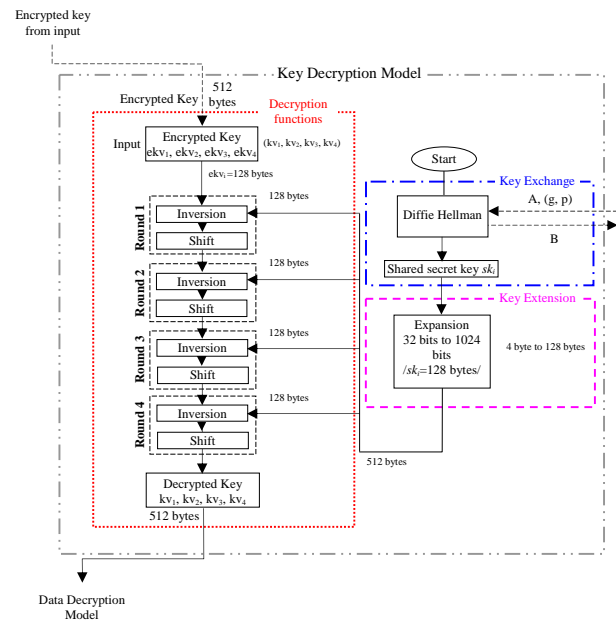 Encrypted key
from input
Key Decryption Model
Encrypted Key
512
bytes
Decryption
functions
Input
Encrypted Key
ekv₁, ekv₂, ekv₃, ekv₄
(kv₁, kv₂, kv₃, kv₄)
ekvᵢ=128 bytes
Round 1
Inversion
Shift
128 bytes
Round 2
Inversion
Shift
128 bytes
Round 3
Inversion
Shift
128 bytes
Round 4
Inversion
Shift
128 bytes
Decrypted Key
kv₁, kv₂, kv₃, kv₄
512 bytes
Data Decryption
Model
Start
Key Exchange
Diffie Hellman
A, (g, p)
B
Shared secret key skᵢ
Key Extension
Expansion
32 bits to 1024
bits
/skᵢ=128 bytes/
4 byte to 128 bytes
512 bytes